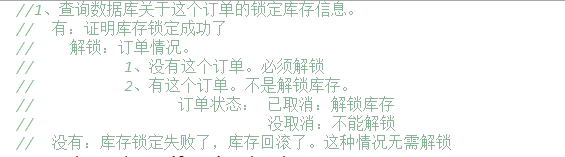 //1、查询数据库关于这个订单的锁定库存信息。
//  有：证明库存锁定成功了
//    解锁：订单情况。
//          1、没有这个订单。必须解锁
//          2、有这个订单。不是解锁库存。
//                订单状态： 已取消：解锁库存
//                          没取消：不能解锁
//  没有：库存锁定失败了，库存回滚了。这种情况无需解锁